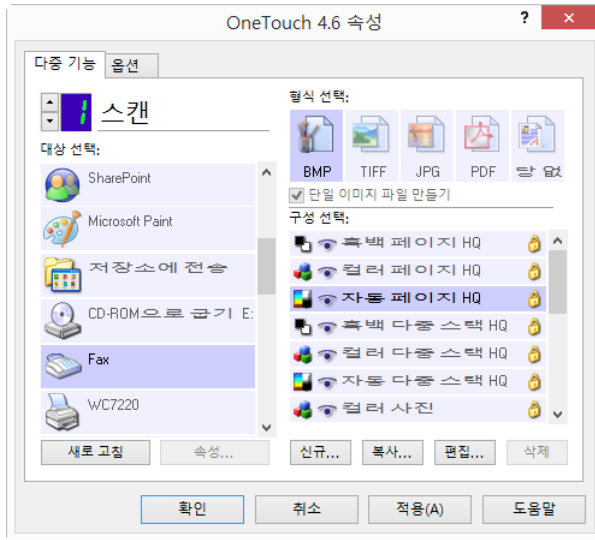 OneTouch 4.6 속성
?
다중 기능
옵션
1 스캔
대상 선택:
SharePoint
Microsoft Paint
저장소에 전송
CD-ROM으로 굽기 E:
Fax
WC7220
새로 고침
속성...
형식 선택:
BMP
TIFF
JPG
PDF
단일 이미지 파일 만들기
구성 선택:
흑백 페이지 HQ
컬러 페이지 HQ
자동 페이지 HQ
흑백 다중 스택 HQ
컬러 다중 스택 HQ
자동 다중 스택 HQ
컬러 사진
신규...
복사...
편집...
삭제
확인
취소
적용(A)
도움말